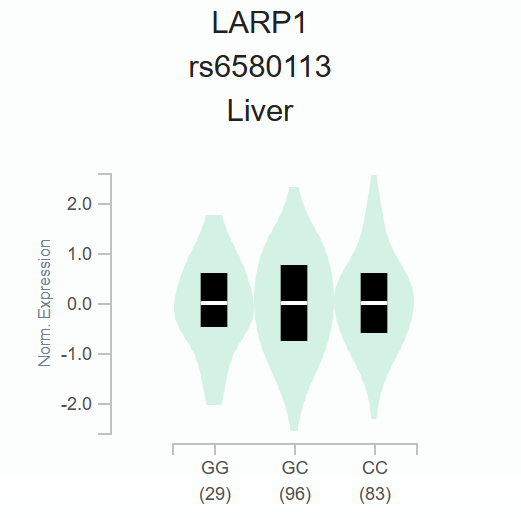 LARP1
rs6580113
Liver
Norm. Expression
2.0
1.0
0.0
-1.0
-2.0
GG GC CC
(29) (96) (83)